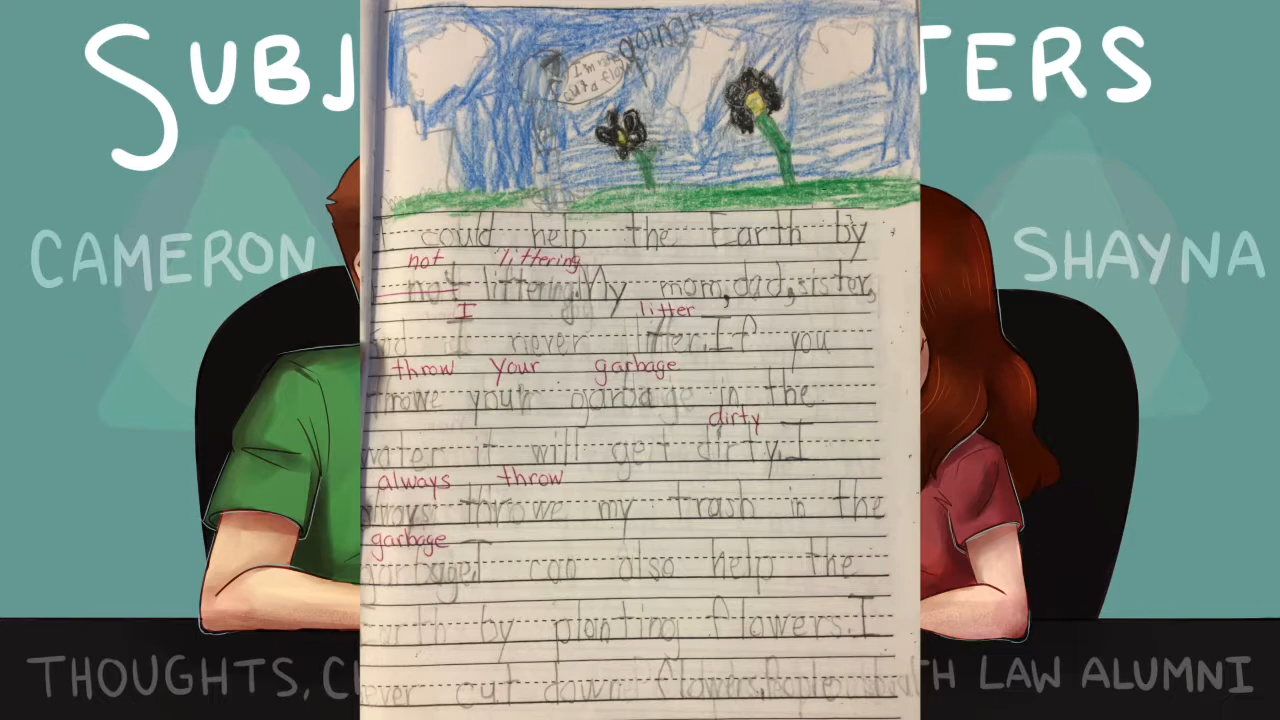 SUBJ TERS
I'm
going to
cut a flow
CAMERON
SHAYNA
I could help the Earth by
not littering
not littering. My mom, dad, sister,
I litter
I never litter. If you
throw your garbage
throwe your garbage in the
dirty
water it will get dirty. I
always throw
always throwe my trash in the
garbage
garbage. I can also help the
Earth by planting flowers. I
never cut down flowers. People
THOUGHTS, C TH LAW ALUMNI